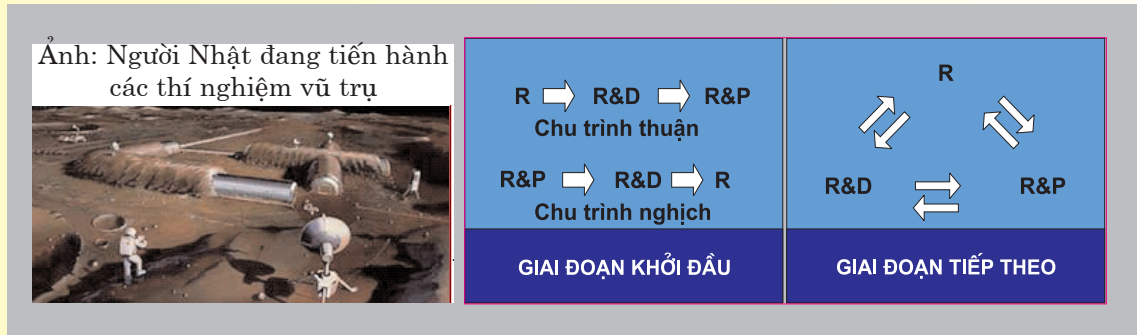 Ảnh: Người Nhật đang tiến hành
các thí nghiệm vũ trụ
R R&D R&P
Chu trình thuận
R&P R&D R
Chu trình nghịch
GIAI ĐOẠN KHỞI ĐẦU
R
R&D R&P
GIAI ĐOẠN TIẾP THEO